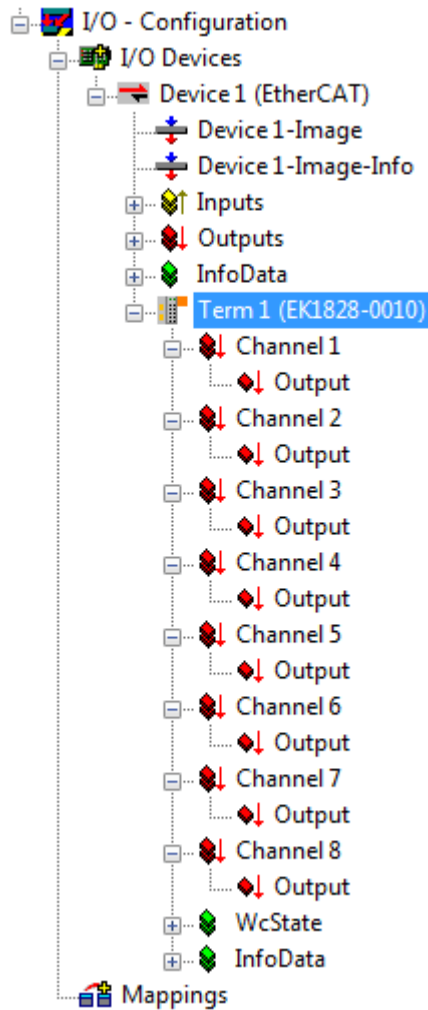 I/O - Configuration
I/O Devices
Device 1 (EtherCAT)
Device 1-Image
Device 1-Image-Info
Inputs
Outputs
InfoData
Term 1 (EK1828-0010)
Channel 1
Output
Channel 2
Output
Channel 3
Output
Channel 4
Output
Channel 5
Output
Channel 6
Output
Channel 7
Output
Channel 8
Output
WcState
InfoData
Mappings